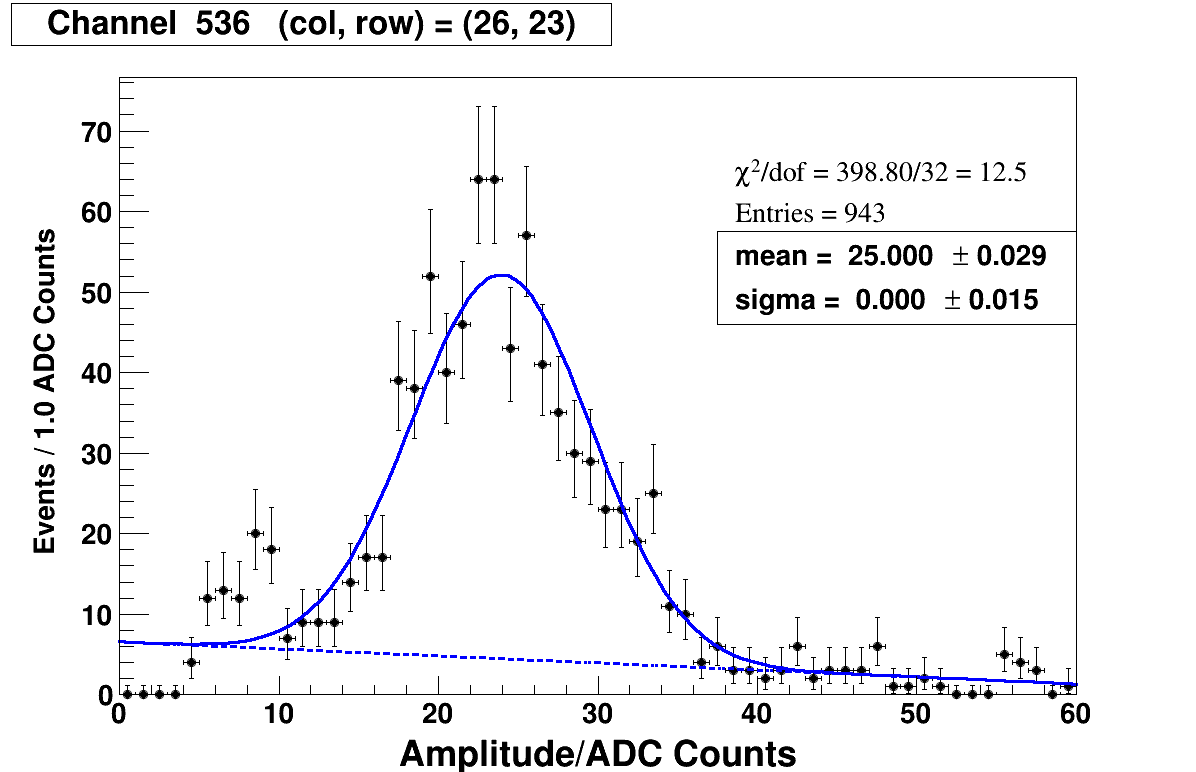 Channel 536 (col, row) = (26, 23)
χ²/dof = 398.80/32 = 12.5
Entries = 943
mean = 25.000 ± 0.029
sigma = 0.000 ± 0.015
Events / 1.0 ADC Counts
70
60
50
40
30
20
10
0
0 10 20 30 40 50 60
Amplitude/ADC Counts